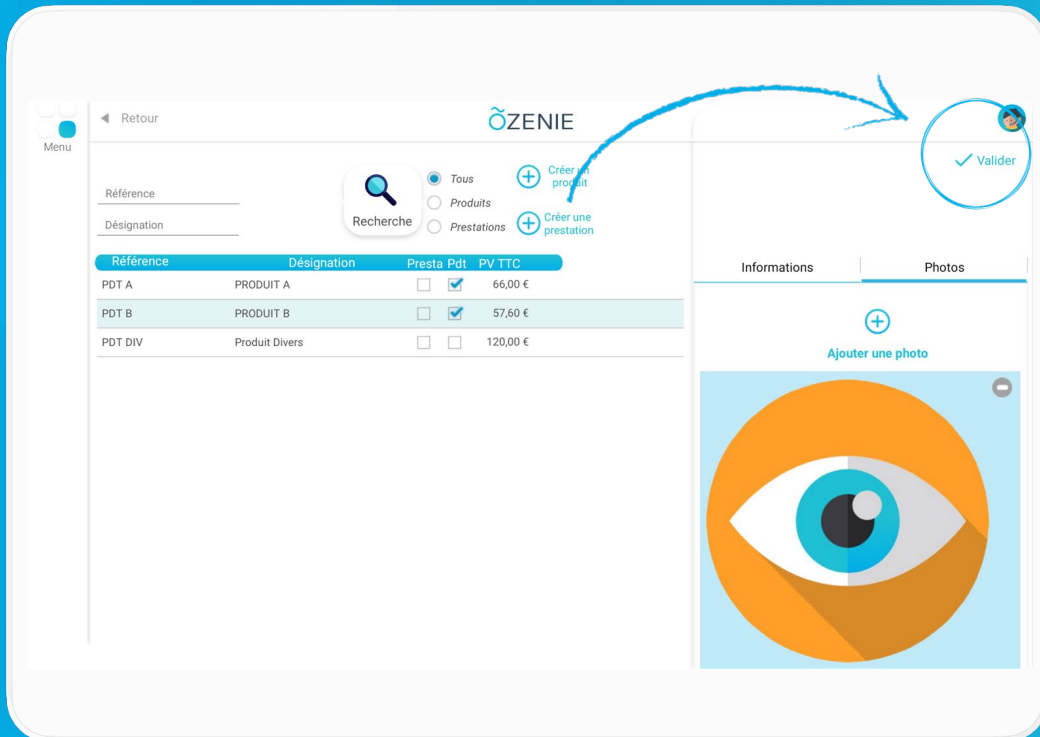 Menu
Retour
ÕZENIE
Valider
Référence
Désignation
Recherche
Tous
Produits
Prestations
Créer un
produit
Créer une
prestation
Référence Désignation Presta Pdt PV TTC
PDT A PRODUIT A 66,00 €
PDT B PRODUIT B 57,60 €
PDT DIV Produit Divers 120,00 €
Informations Photos
Ajouter une photo